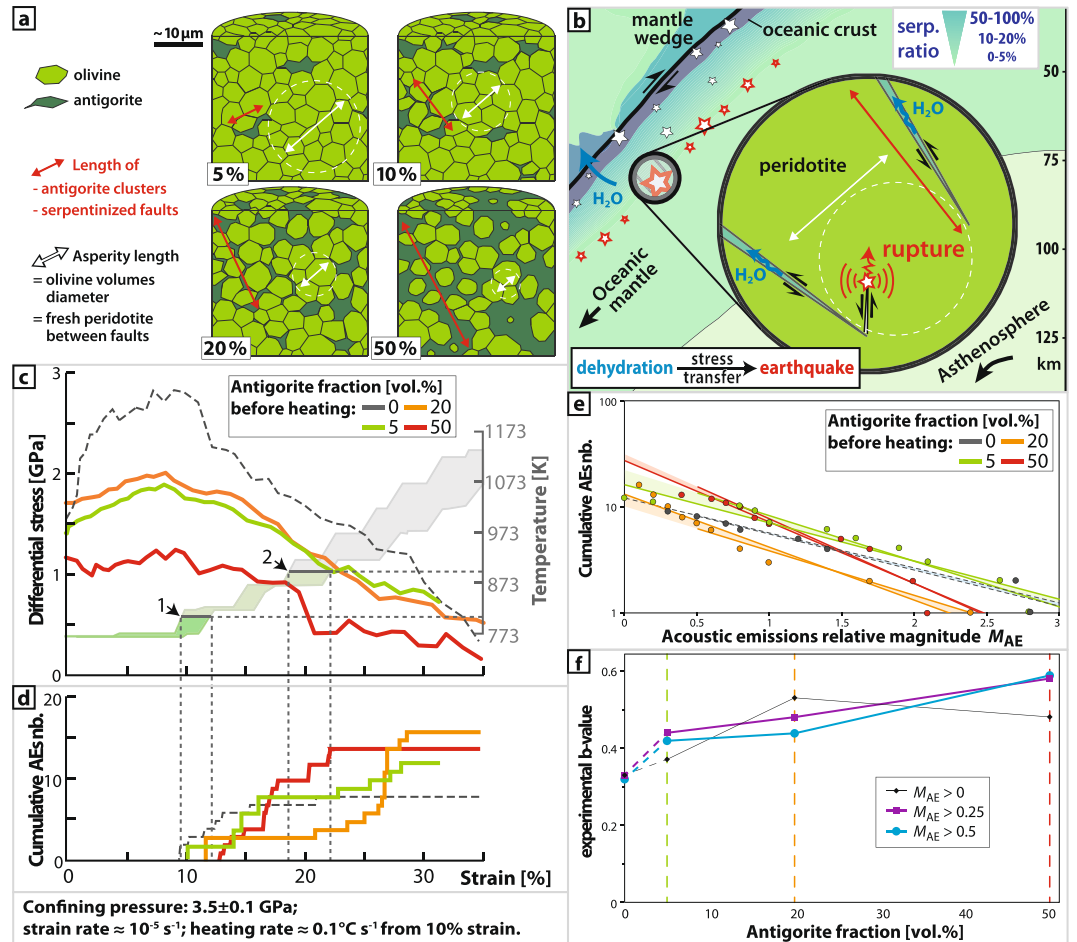 a
~ 10 µm
olivine
antigorite
Length of
- antigorite clusters
- serpentinized faults
Asperity length
= olivine volumes
diameter
= fresh peridotite
between faults
5 %
10 %
20 %
50 %
b
mantle
wedge
oceanic crust
serp.
ratio
50-100%
10-20%
0-5%
50
75
100
125
km
H2O
peridotite
H2O
H2O
rupture
Oceanic
mantle
Asthenosphere
dehydration
stress
transfer
earthquake
c
Antigorite fraction [vol.%]
before heating:
0
20
5
50
Differential stress [GPa]
3
2
1
0
1173
1073
973
873
773
Temperature [K]
1
2
d
Cumulative AEs nb.
20
10
0
0
10
20
30
Strain [%]
Confining pressure: 3.5±0.1 GPa;
strain rate ≈ 10⁻⁵ s⁻¹; heating rate ≈ 0.1°C s⁻¹ from 10% strain.
e
Antigorite fraction [vol.%]
before heating:
0
20
5
50
Cumulative AEs nb.
100
10
1
0
0.5
1
1.5
2
2.5
3
Acoustic emissions relative magnitude MAE
f
experimental b-value
0.6
0.4
0.2
0
MAE > 0
MAE > 0.25
MAE > 0.5
0
10
20
30
40
50
Antigorite fraction [vol.%]